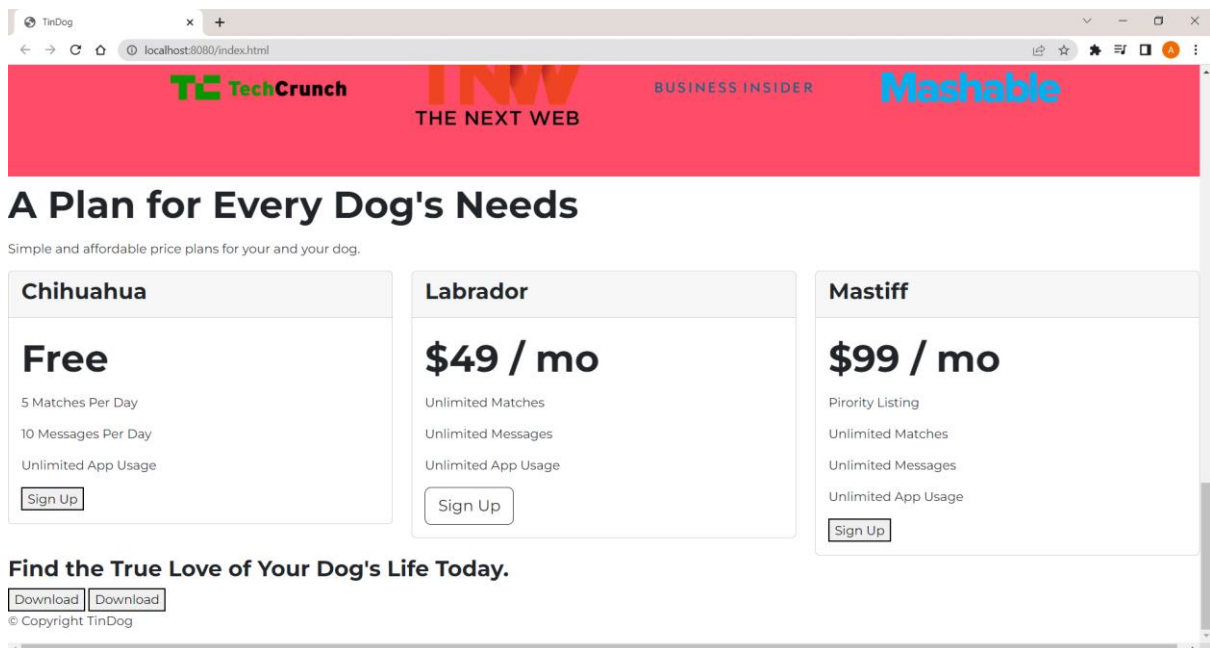 TinDog
localhost:8080/index.html
A
TC TechCrunch
TNW
THE NEXT WEB
BUSINESS INSIDER
Mashable
A Plan for Every Dog's Needs
Simple and affordable price plans for your and your dog.
Chihuahua
Free
5 Matches Per Day
10 Messages Per Day
Unlimited App Usage
Sign Up
Labrador
$49 / mo
Unlimited Matches
Unlimited Messages
Unlimited App Usage
Sign Up
Mastiff
$99 / mo
Pirority Listing
Unlimited Matches
Unlimited Messages
Unlimited App Usage
Sign Up
Find the True Love of Your Dog's Life Today.
Download Download
© Copyright TinDog